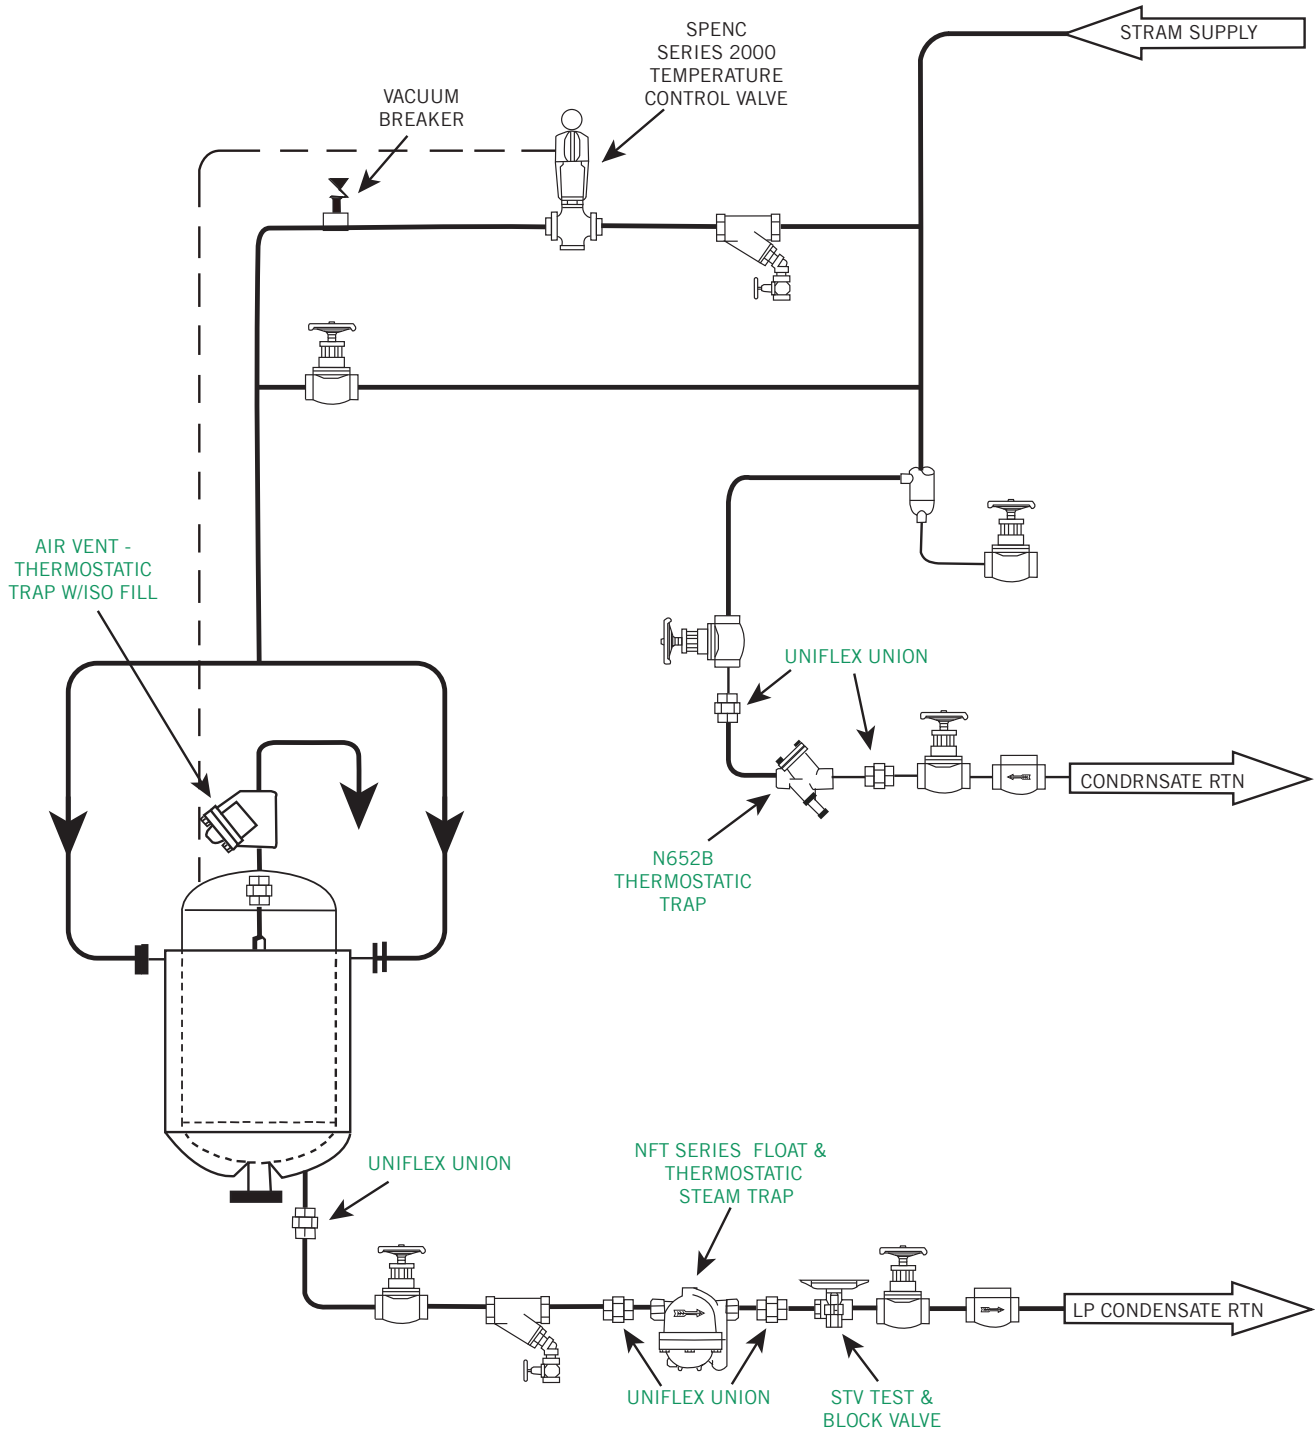 STRAM SUPPLY
SPENC
SERIES 2000
TEMPERATURE
CONTROL VALVE
VACUUM
BREAKER
AIR VENT -
THERMOSTATIC
TRAP W/ISO FILL
UNIFLEX UNION
CONDRNSATE RTN
N652B
THERMOSTATIC
TRAP
UNIFLEX UNION
NFT SERIES  FLOAT &
THERMOSTATIC
STEAM TRAP
LP CONDENSATE RTN
UNIFLEX UNION
STV TEST &
BLOCK VALVE